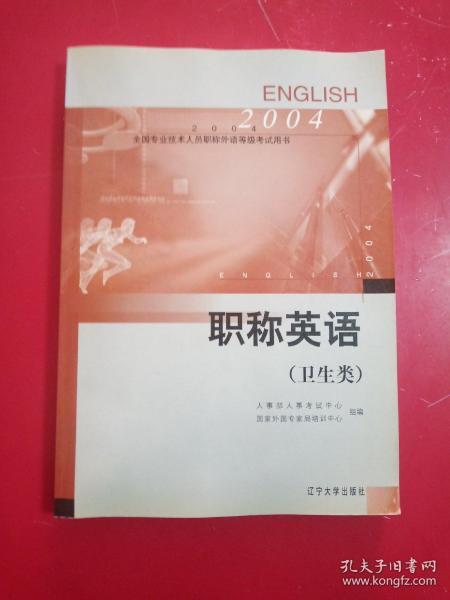 ENGLISH
2004
2004
全国专业技术人员职称外语等级考试用书
2004
ENGLISH
职称英语
(卫生类)
人事部人事考试中心
国家外国专家局培训中心
组编
辽宁大学出版社
孔夫子旧书网
www.kongfz.com